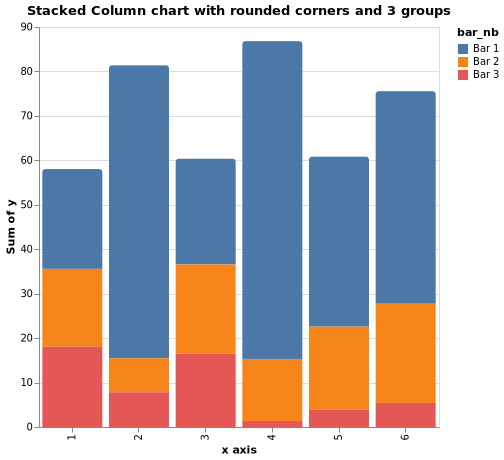 Stacked Column chart with rounded corners and 3 groups
bar_nb
Bar 1
Bar 2
Bar 3
Sum of y
90
80
70
60
50
40
30
20
10
0
1
2
3
4
5
6
x axis